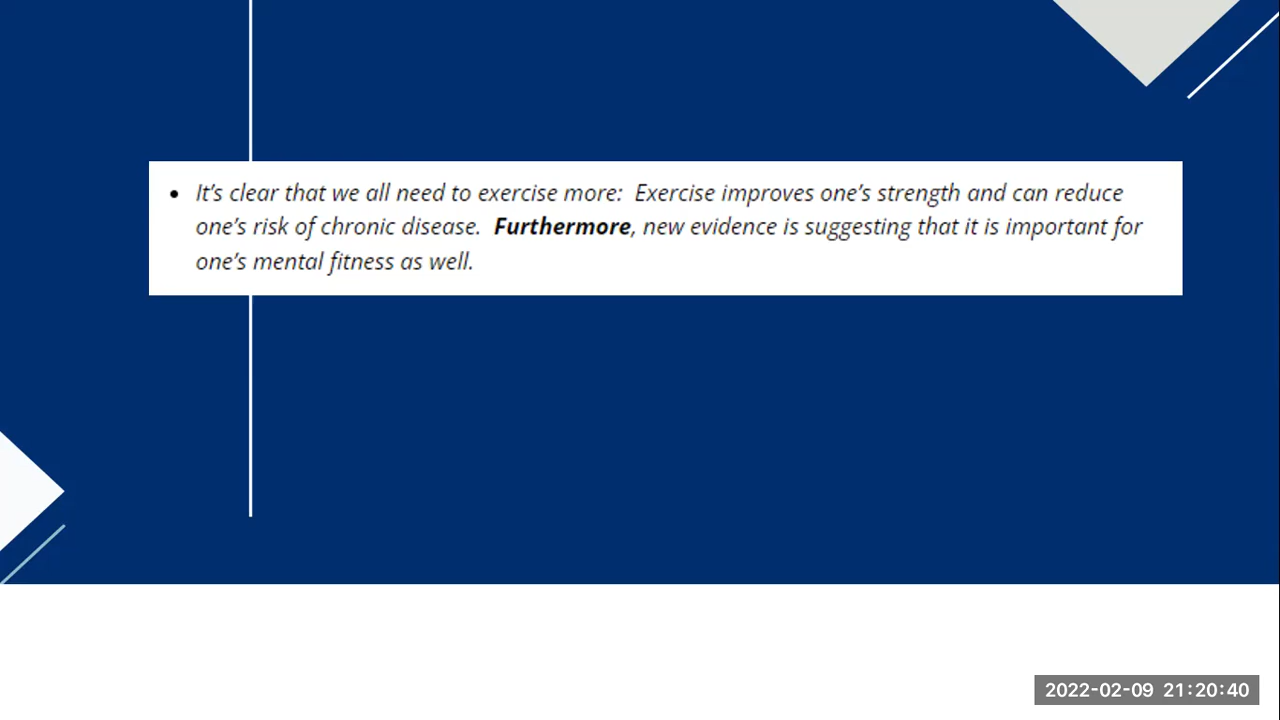 • It’s clear that we all need to exercise more:  Exercise improves one’s strength and can reduce
one’s risk of chronic disease.  Furthermore, new evidence is suggesting that it is important for
one’s mental fitness as well.
2022-02-09 21:20:40